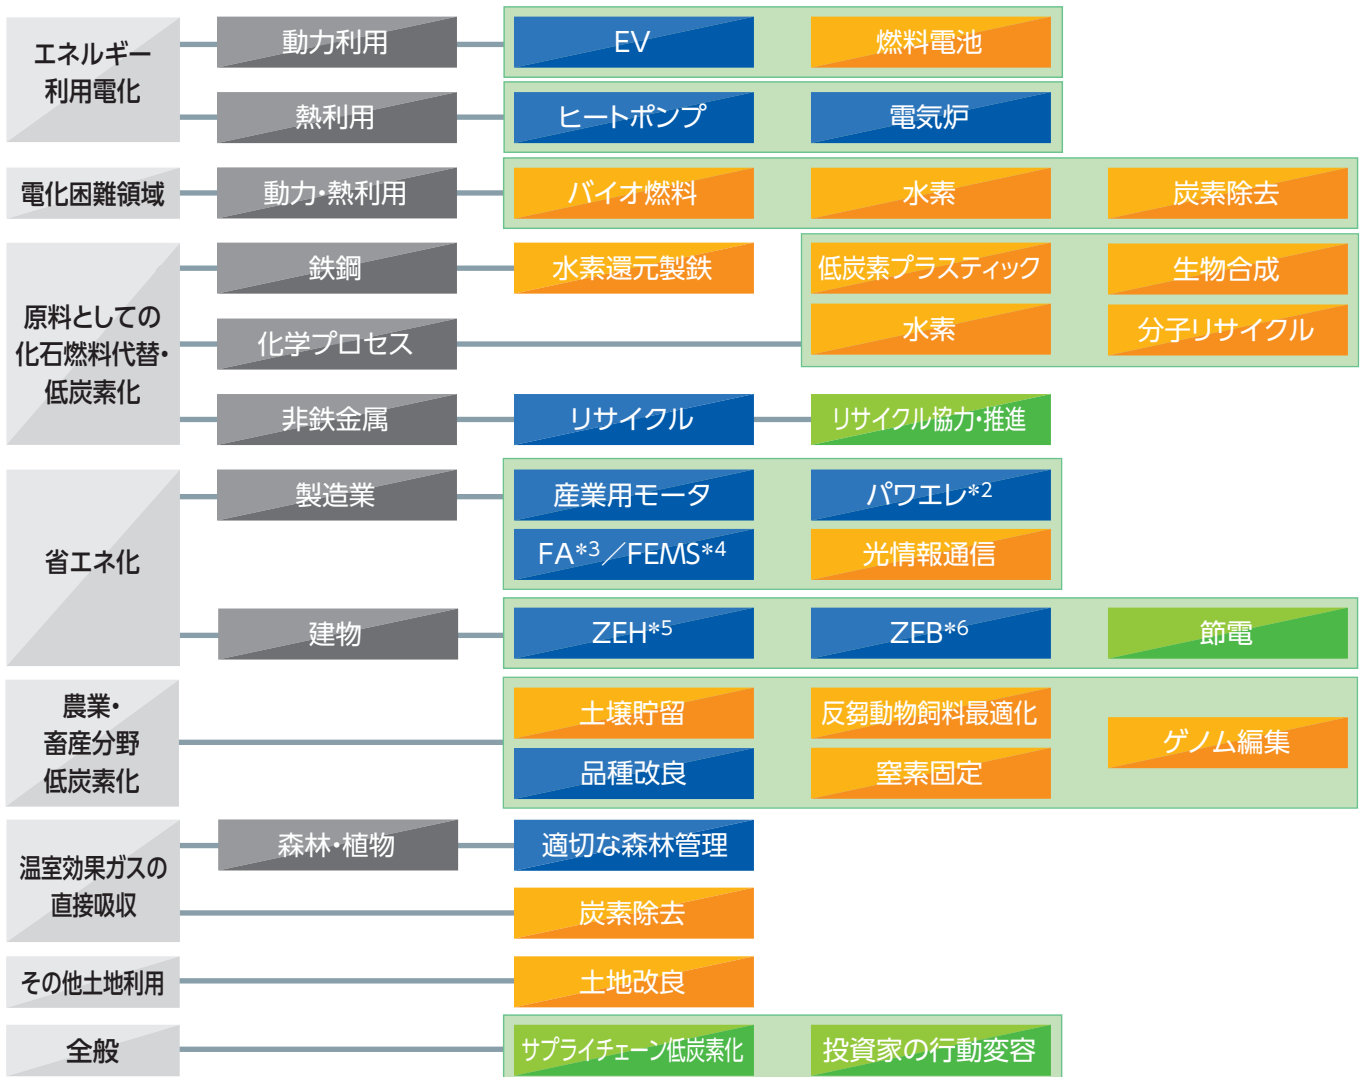 エネルギー
利用電化
動力利用
EV
燃料電池
熱利用
ヒートポンプ
電気炉
電化困難領域
動力・熱利用
バイオ燃料
水素
炭素除去
原料としての
化石燃料代替・
低炭素化
鉄鋼
水素還元製鉄
低炭素プラスティック
生物合成
化学プロセス
水素
分子リサイクル
非鉄金属
リサイクル
リサイクル協力・推進
省エネ化
製造業
産業用モータ
パワエレ*2
FA*3／FEMS*4
光情報通信
建物
ZEH*5
ZEB*6
節電
農業・
畜産分野
低炭素化
土壌貯留
反芻動物飼料最適化
ゲノム編集
品種改良
窒素固定
温室効果ガスの
直接吸収
森林・植物
適切な森林管理
炭素除去
その他土地利用
土地改良
全般
サプライチェーン低炭素化
投資家の行動変容